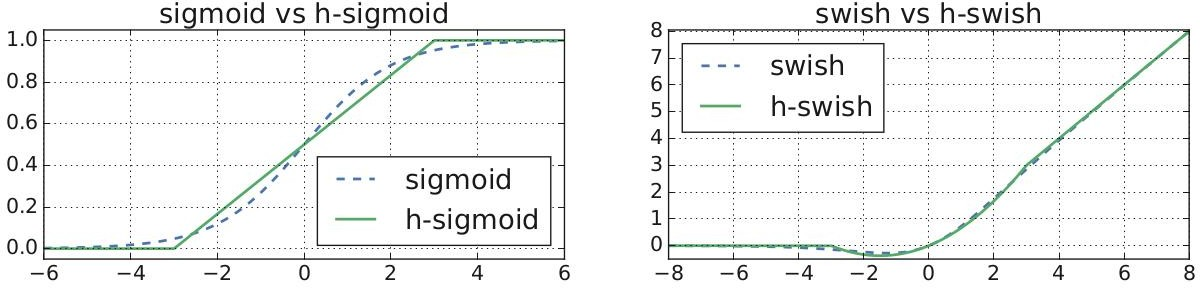 sigmoid vs h-sigmoid
1.0
0.8
0.6
0.4
0.2
0.0
sigmoid
h-sigmoid
−6 −4 −2 0 2 4 6
swish vs h-swish
8
7
6
5
4
3
2
1
0
swish
h-swish
−8 −6 −4 −2 0 2 4 6 8